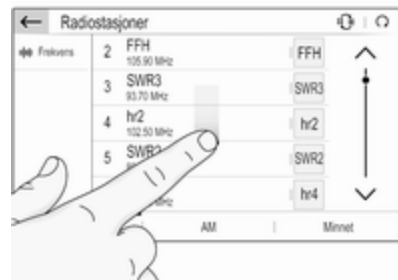 Radiostasjoner
Frekvens
2 FFH FFH
105.90 MHz
3 SWR3 SWR3
93.70 MHz
4 hr2 hr2
102.50 MHz
5 SWR2 SWR2
hr4
MHz
AM Minnet